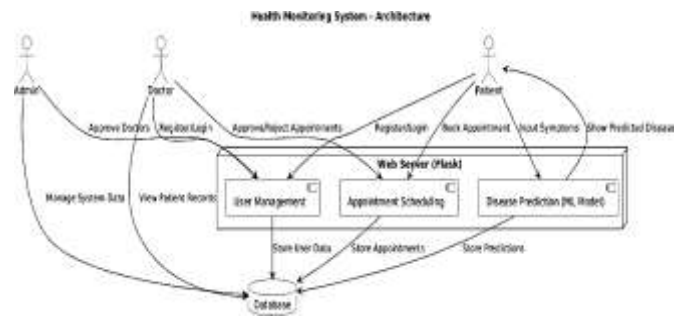 Health Monitoring System - Architecture
Admin
Doctor
Patient
Approve Doctors
Register/Login
Approve/Reject Appointments
Register/Login
Book Appointment
Input Symptoms
Show Predicted Disease
Web Server (Flask)
User Management
Appointment Scheduling
Disease Prediction (ML Model)
Manage System Data
View Patient Records
Store User Data
Store Appointments
Store Predictions
Database